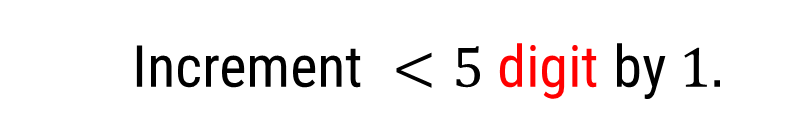 Increment < 5 digit by 1.